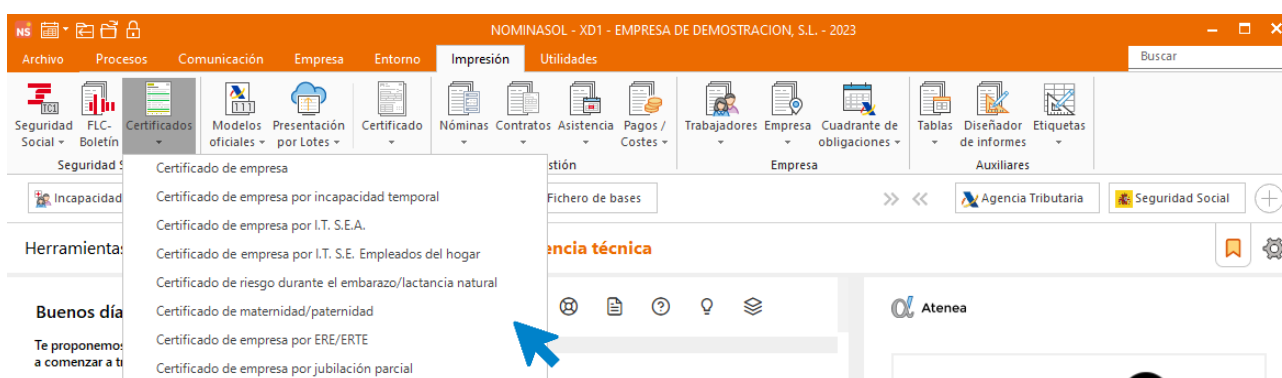 NS
NOMINASOL - XD1 - EMPRESA DE DEMOSTRACION, S.L. - 2023
Archivo Procesos Comunicación Empresa Entorno Impresión Utilidades Buscar
TC1 111
Seguridad Social FLC- Boletín Certificados Modelos oficiales Presentación por Lotes Certificado Nóminas Contratos Asistencia Pagos / Costes Trabajadores Empresa Cuadrante de obligaciones Tablas Diseñador de informes Etiquetas
Seguridad S stión Empresa Auxiliares
Incapacidad Fichero de bases Agencia Tributaria Seguridad Social
Certificado de empresa
Certificado de empresa por incapacidad temporal
Certificado de empresa por I.T. S.E.A.
Certificado de empresa por I.T. S.E. Empleados del hogar
Certificado de riesgo durante el embarazo/lactancia natural
Certificado de maternidad/paternidad
Certificado de empresa por ERE/ERTE
Certificado de empresa por jubilación parcial
Herramientas encia técnica
Buenos día
Te proponemos
a comenzar a t
Atenea